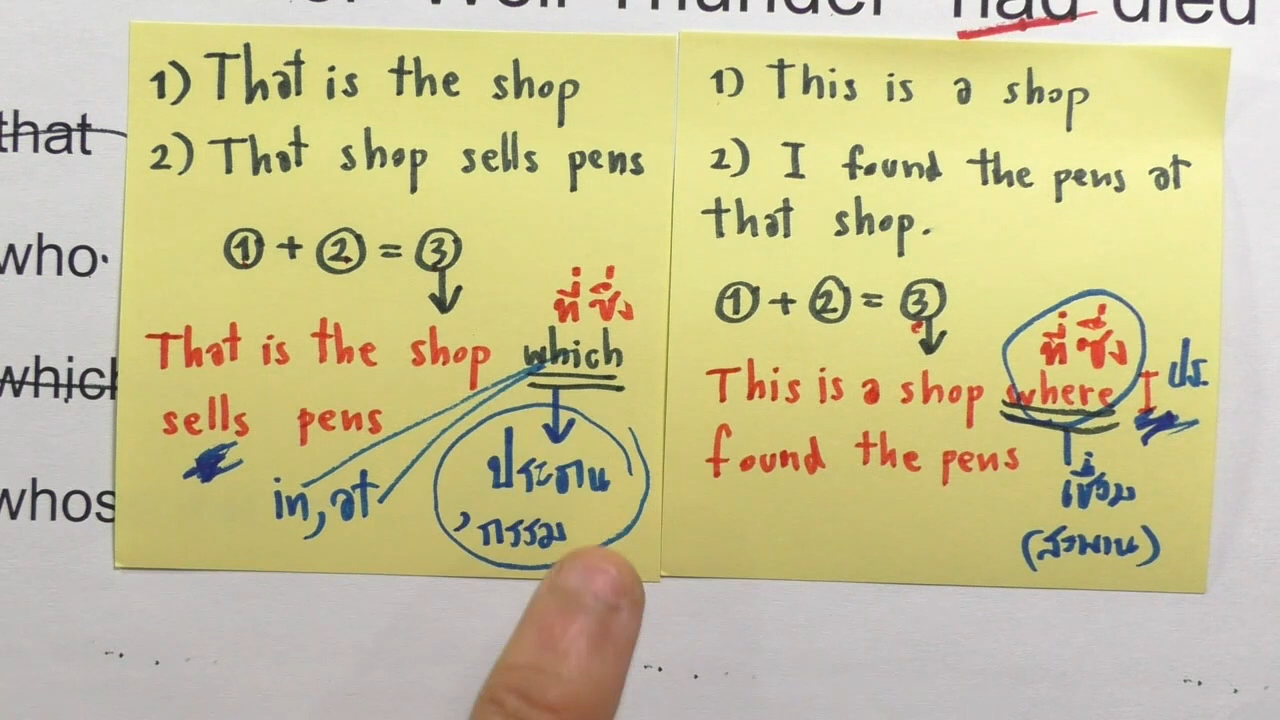 had died
that
who
which
whos
1) That is the shop
2) That shop sells pens
① + ② = ③
ที่ ซึ่ง
That is the shop which
sells pens
in, at
ประธาน
, กรรม
1) This is a shop
2) I found the pens at
that shop.
① + ② = ③
ที่ ซึ่ง
This is a shop where I ปร.
found the pens
เชื่อม
(สะพาน)